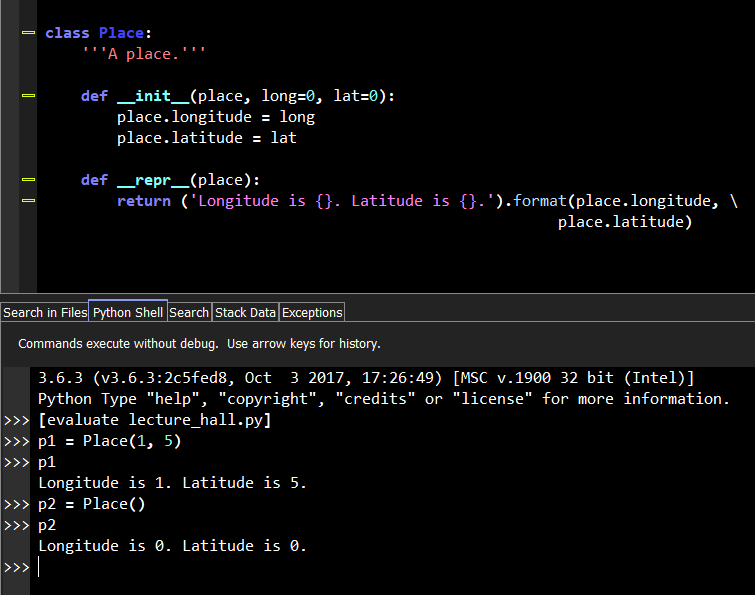 class Place:
'''A place.'''
def __init__(place, long=0, lat=0):
place.longitude = long
place.latitude = lat
def __repr__(place):
return ('Longitude is {}. Latitude is {}.').format(place.longitude, \
place.latitude)
Search in Files Python Shell Search Stack Data Exceptions
Commands execute without debug. Use arrow keys for history.
3.6.3 (v3.6.3:2c5fed8, Oct  3 2017, 17:26:49) [MSC v.1900 32 bit (Intel)]
Python Type "help", "copyright", "credits" or "license" for more information.
>>> [evaluate lecture_hall.py]
>>> p1 = Place(1, 5)
>>> p1
Longitude is 1. Latitude is 5.
>>> p2 = Place()
>>> p2
Longitude is 0. Latitude is 0.
>>>